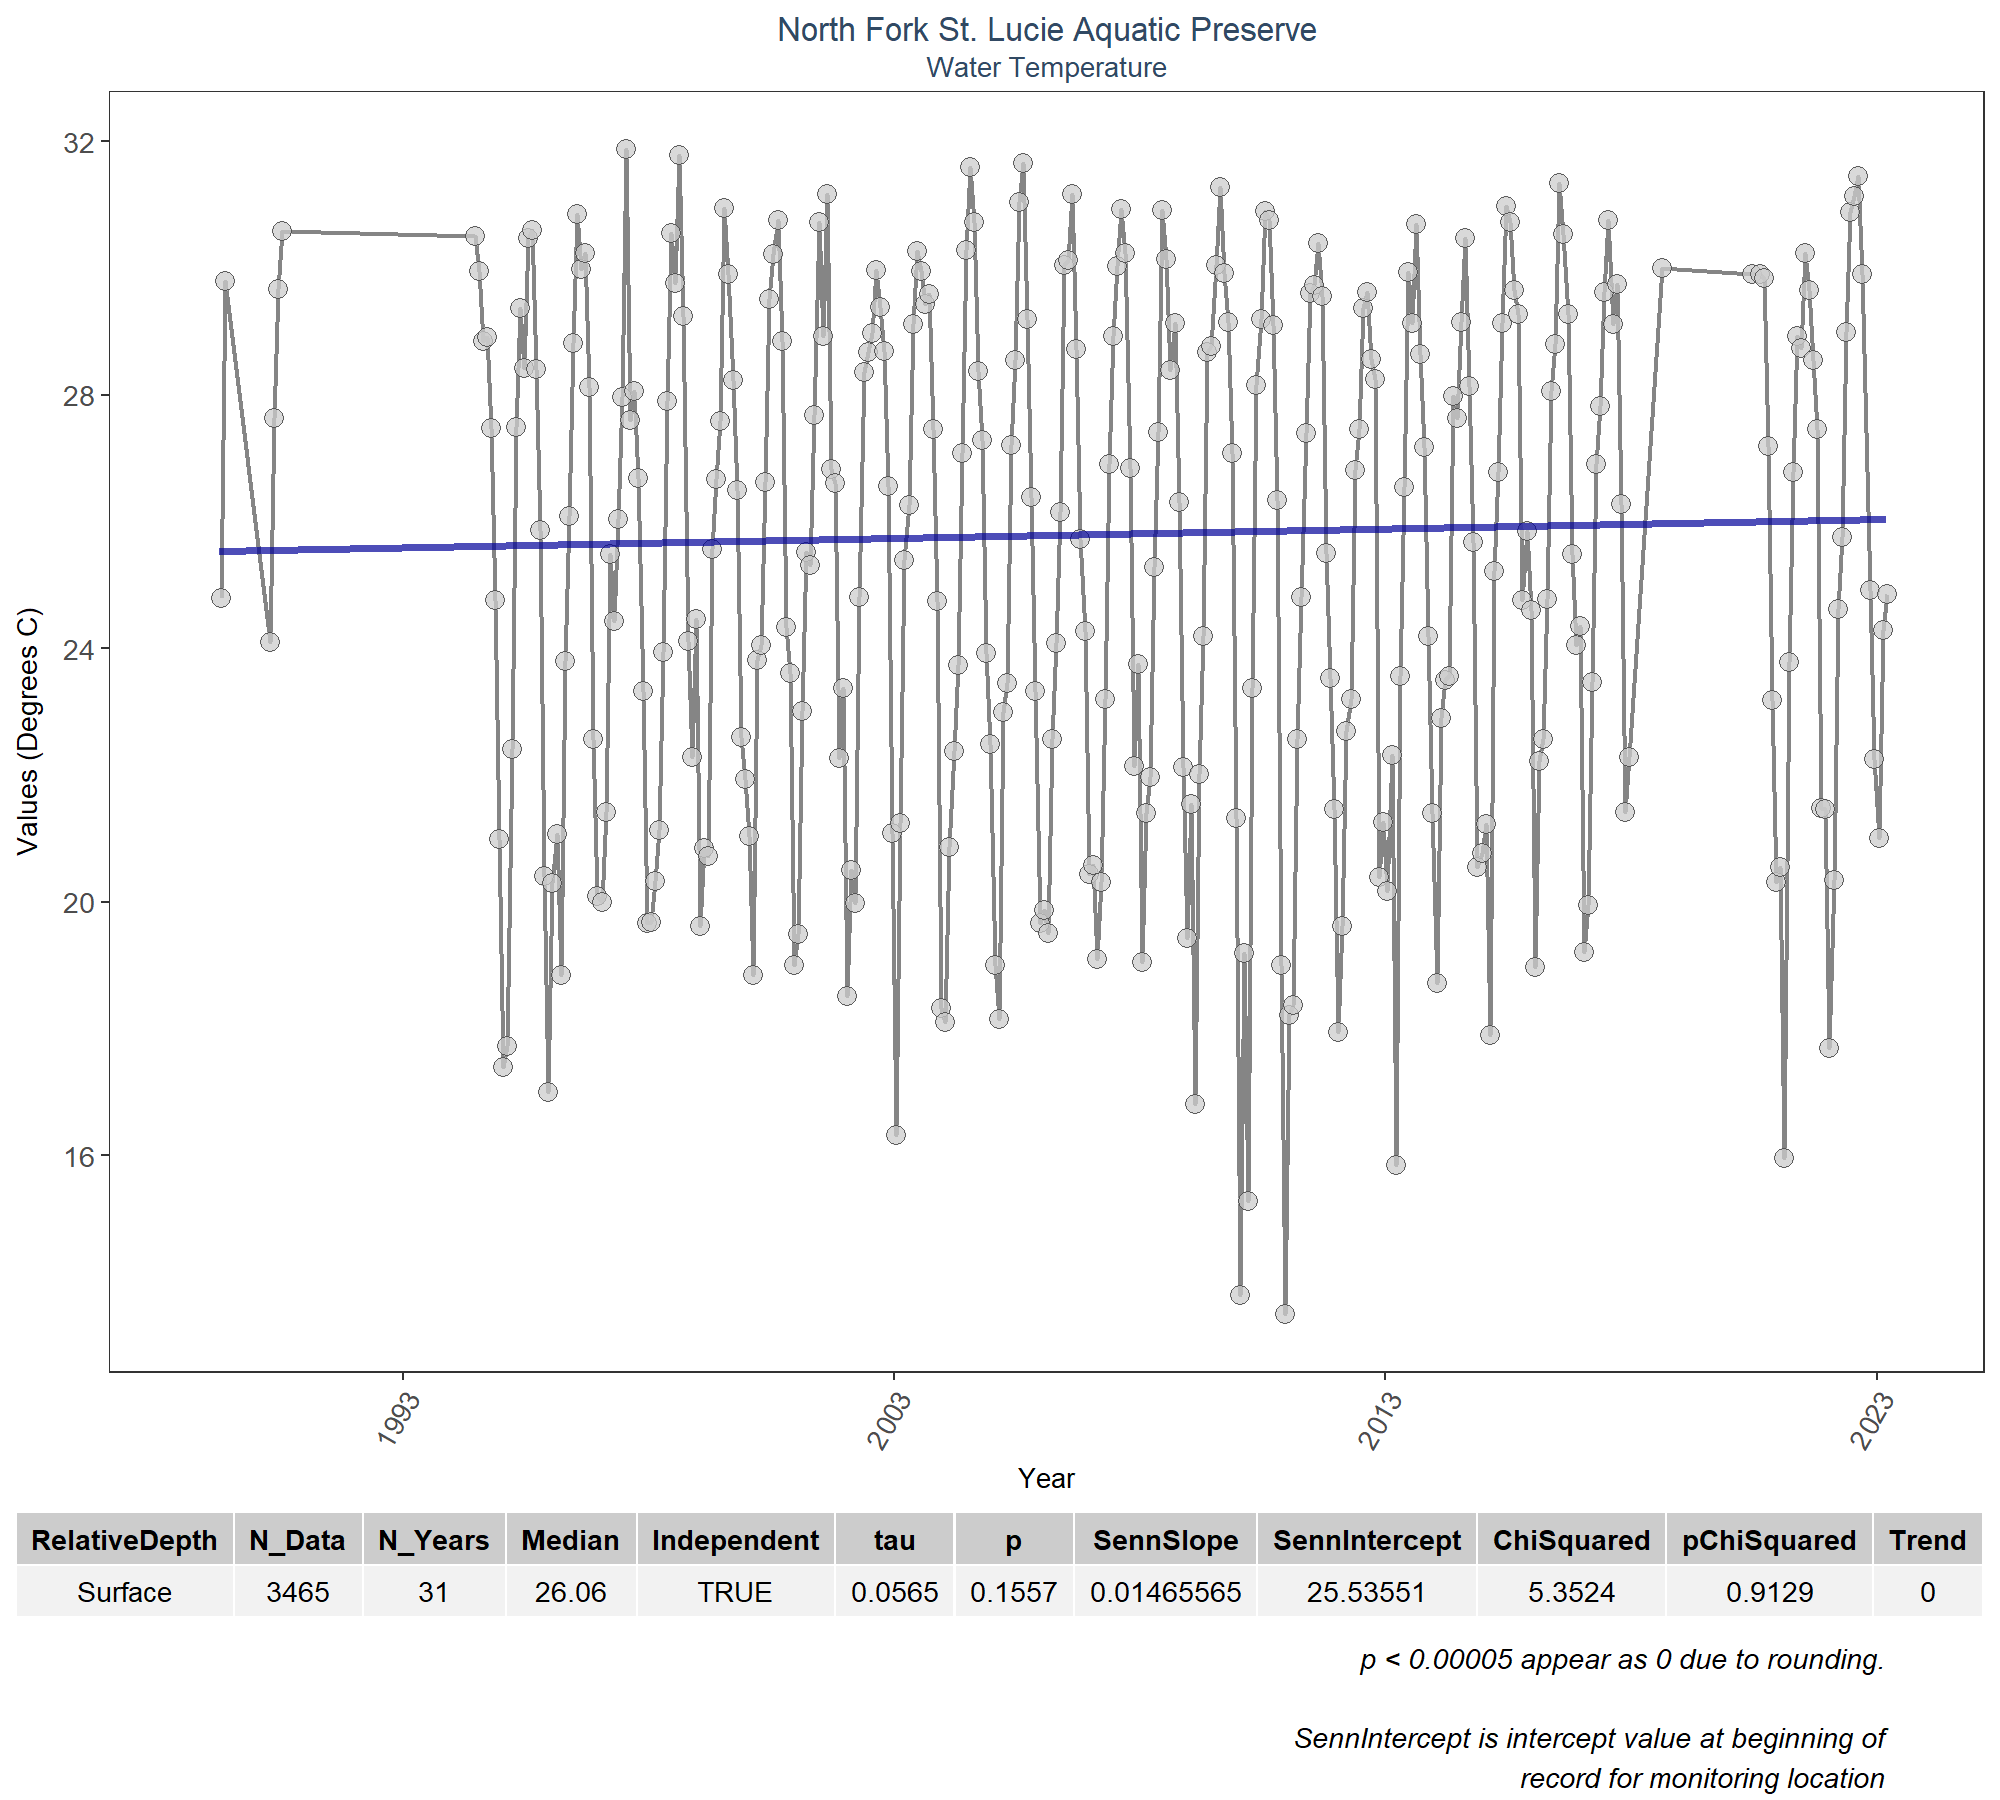 North Fork St. Lucie Aquatic Preserve
Water Temperature
32
28
24
20
16
Values (Degrees C)
1993
2003
2013
2023
Year
RelativeDepth N_Data N_Years Median Independent tau p SennSlope SennIntercept ChiSquared pChiSquared Trend
Surface 3465 31 26.06 TRUE 0.0565 0.1557 0.01465565 25.53551 5.3524 0.9129 0
p < 0.00005 appear as 0 due to rounding.
SennIntercept is intercept value at beginning of
record for monitoring location